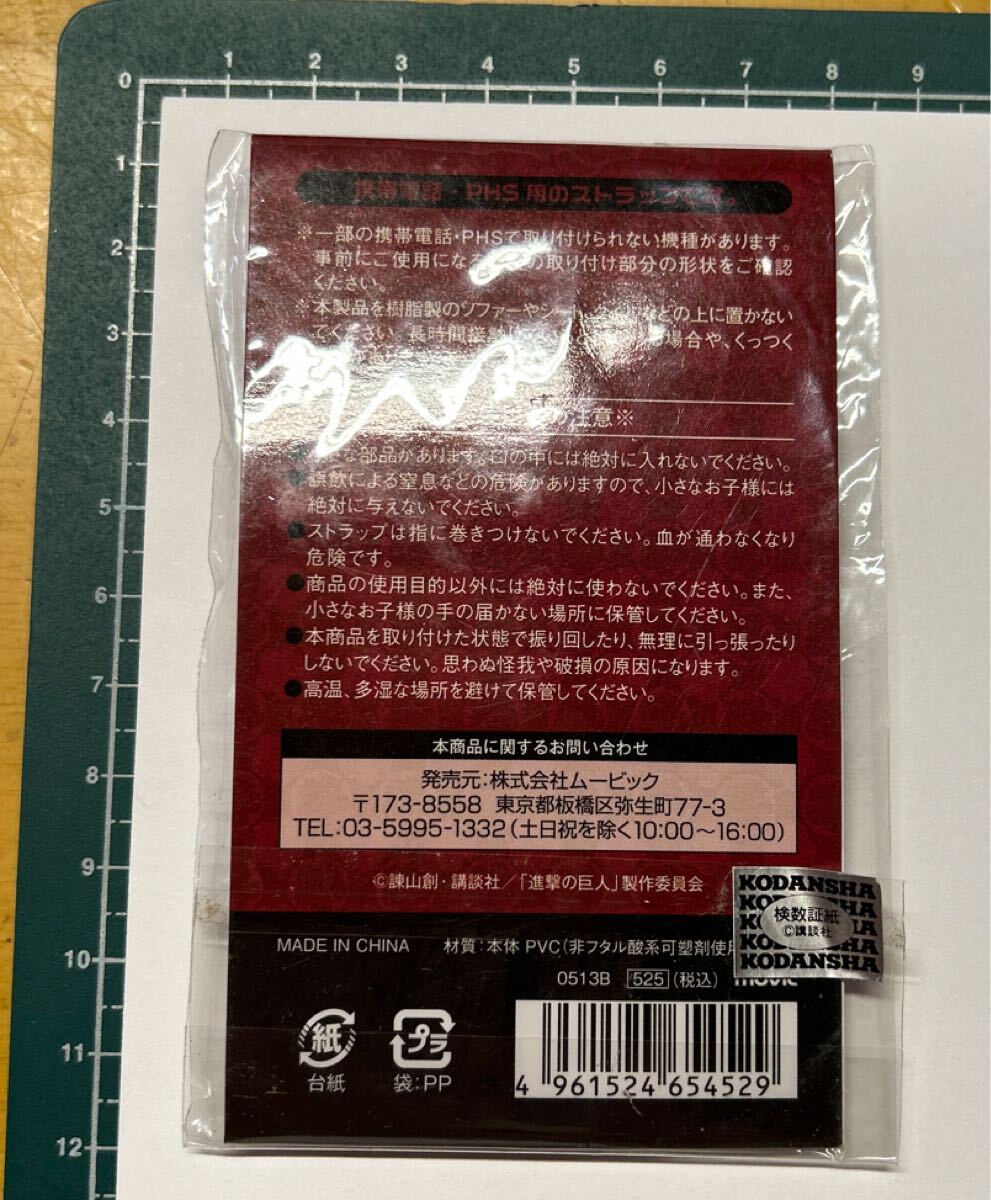 0 1 2 3 4 5 6 7 8 9
1
2
3
4
5
6
7
8
9
10
11
12
携帯電話・PHS用のストラップです。
※一部の携帯電話・PHSで取り付けられない機種があります。
事前にご使用になる の取り付け部分の形状をご確認
ください。
※本製品を樹脂製のソファーやシー などの上に置かない
てください。長時間接触 場合や、くっつく
注意※
な部品があります。口の中には絶対に入れないでください。
誤飲による窒息などの危険がありますので、小さなお子様には
絶対に与えないでください。
●ストラップは指に巻きつけないでください。血が通わなくなり
危険です。
●商品の使用目的以外には絶対に使わないでください。また、
小さなお子様の手の届かない場所に保管してください。
●本商品を取り付けた状態で振り回したり、無理に引っ張ったり
しないでください。思わぬ怪我や破損の原因になります。
●高温、多湿な場所を避けて保管してください。
本商品に関するお問い合わせ
発売元:株式会社ムービック
〒173-8558 東京都板橋区弥生町77-3
TEL:03-5995-1332(土日祝を除く10:00〜16:00)
©諫山創・講談社/「進撃の巨人」製作委員会
KODANSHA
検数証紙
©講談社
KODANSHA
MADE IN CHINA 材質:本体 PVC(非フタル酸系可塑剤使用
0513B 525(税込) movic
紙 プラ
台紙 袋:PP
4 961524 654529